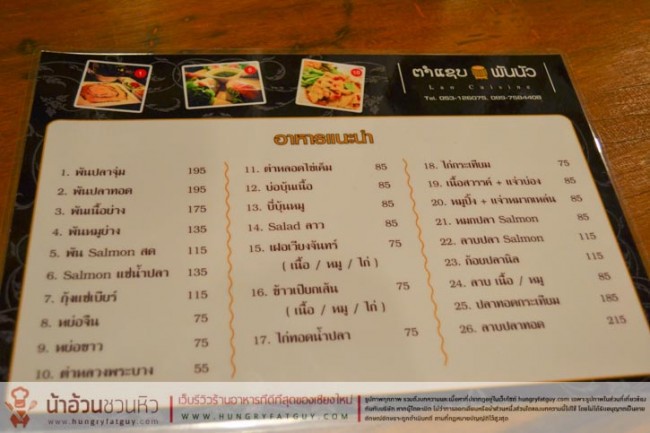 ຕຳແຊບ ພັນບົວ
Lao Cuisine
Tel. 053-186075, 089-7584408
อาหารแนะนำ
1. พันปลาจุ่ม 195
2. พันปลาทอด 195
3. พันเนื้อย่าง 175
4. พันหมูย่าง 135
5. พัน Salmon สด 115
6. Salmon แช่น้ำปลา 135
7. กุ้งแช่เบียร์ 115
8. หย่อจีน 75
9. หย่อขาว 75
10. ตำหลวงพระบาง 55
11. ตำหลอดไข่เค็ม 85
12. บ่อบุ้นเนื้อ 85
13. บี่บุ้นหมู 85
14. Salad ลาว 85
15. เฝอเวียงจันทร์ 75
( เนื้อ / หมู / ไก่ )
16. ข้าวเปียกเส้น 75
( เนื้อ / หมู / ไก่ )
17. ไก่ทอดน้ำปลา 75
18. ไก่กระเทียม 75
19. เนื้อสวรรค์ + แจ่วบ่อง 85
20. หมูปิ้ง + แจ่วหมากเหล่น 85
21. หมกปลา Salmon 85
22. ลาบปลา Salmon 115
23. ก้อยปลานิล 115
24. ลาบ เนื้อ / หมู 85
25. ปลาทอดกระเทียม 185
26. ลาบปลาทอด 215
น้าอ้วนชวนหิว
www.hungryfatguy.com
เว็บรีวิวร้านอาหารที่ดีที่สุดของเชียงใหม่
WWW.HUNGRYFATGUY.COM